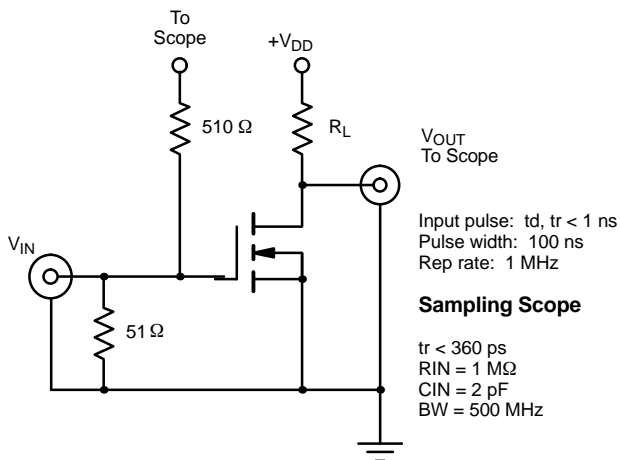 To
Scope
+VDD
510 Ω
RL
VOUT
To Scope
Input pulse: td, tr < 1 ns
Pulse width: 100 ns
Rep rate: 1 MHz
VIN
51 Ω
Sampling Scope
tr < 360 ps
RIN = 1 MΩ
CIN = 2 pF
BW = 500 MHz